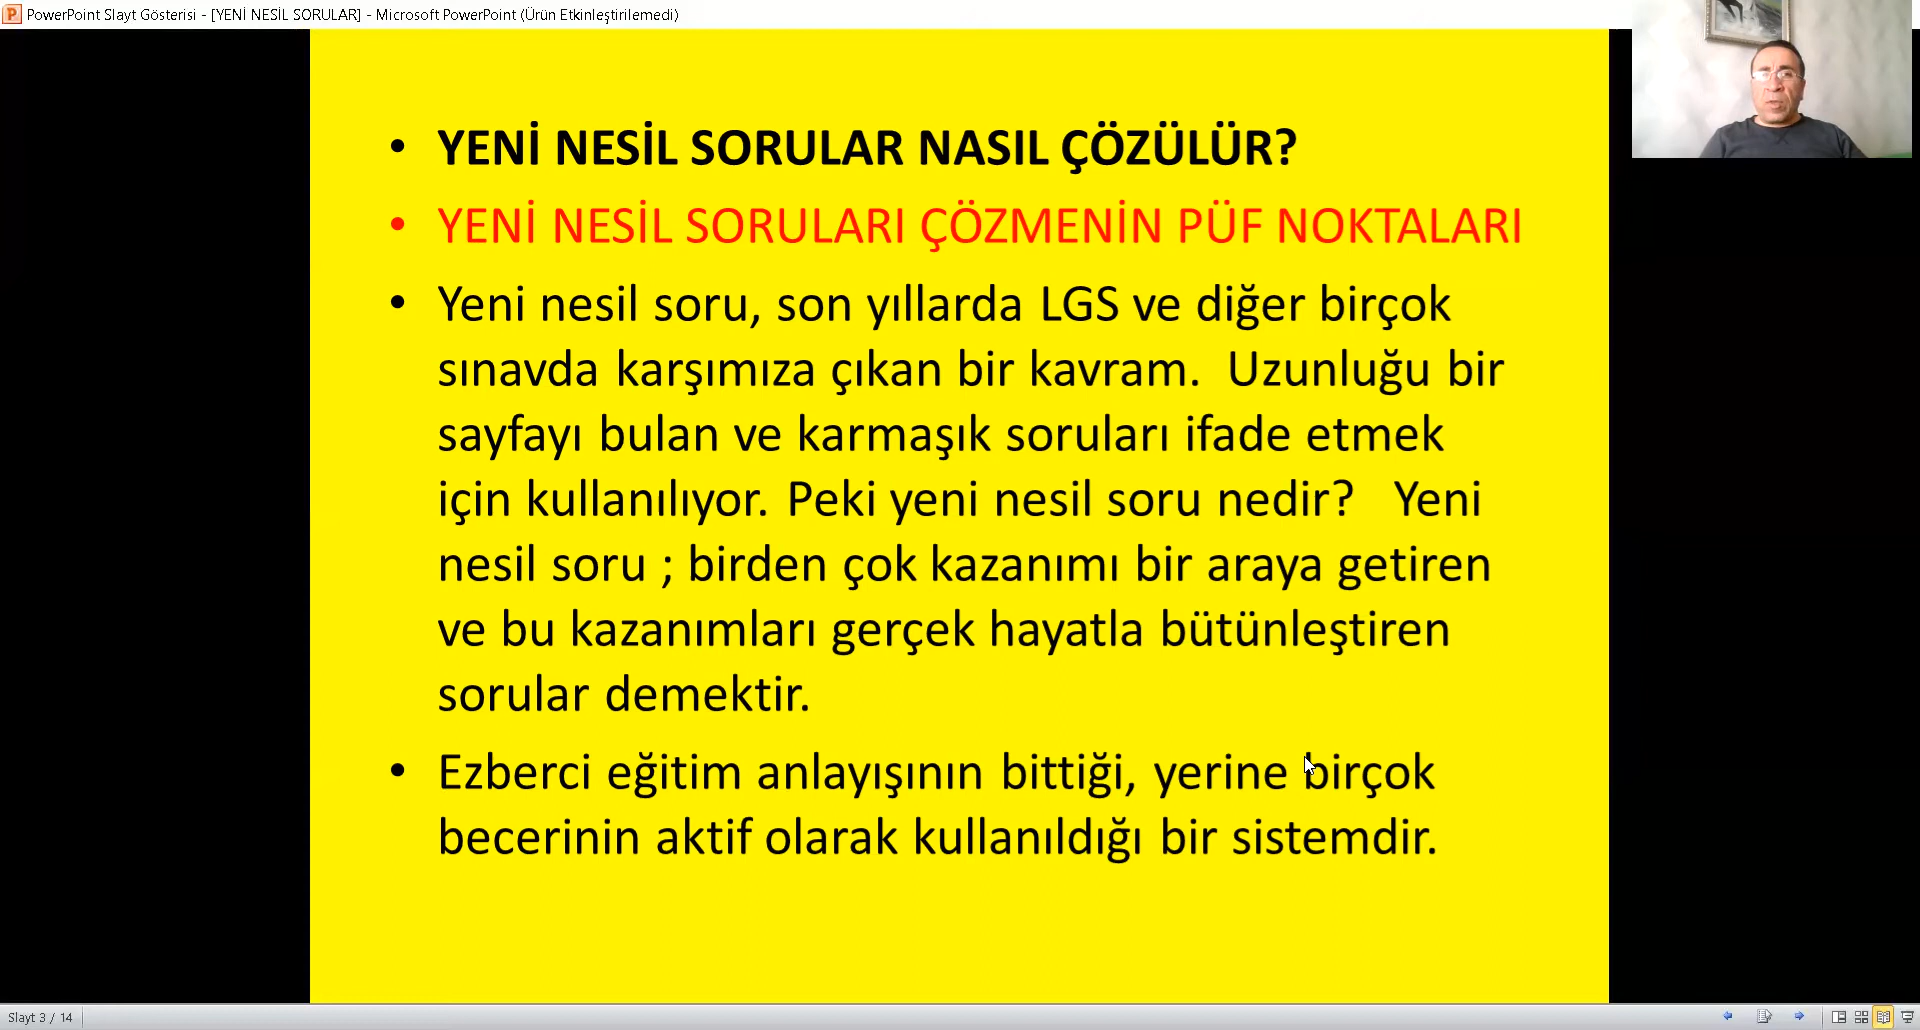 PowerPoint Slayt Gösterisi - [YENİ NESİL SORULAR] - Microsoft PowerPoint (Ürün Etkinleştirilemedi)
• YENİ NESİL SORULAR NASIL ÇÖZÜLÜR?
• YENİ NESİL SORULARI ÇÖZMENİN PÜF NOKTALARI
• Yeni nesil soru, son yıllarda LGS ve diğer birçok
sınavda karşımıza çıkan bir kavram. Uzunluğu bir
sayfayı bulan ve karmaşık soruları ifade etmek
için kullanılıyor. Peki yeni nesil soru nedir? Yeni
nesil soru ; birden çok kazanımı bir araya getiren
ve bu kazanımları gerçek hayatla bütünleştiren
sorular demektir.
• Ezberci eğitim anlayışının bittiği, yerine birçok
becerinin aktif olarak kullanıldığı bir sistemdir.
Slayt 3 / 14